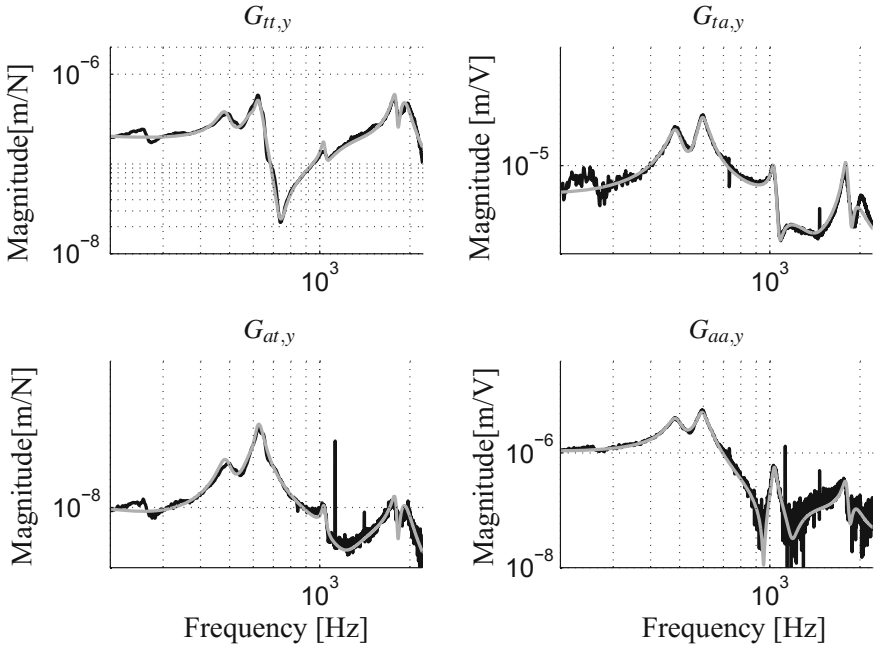 G_{tt,y}
Magnitude[m/N]
10^{-6}
10^{-8}
10^3
G_{ta,y}
Magnitude [m/V]
10^{-5}
10^3
G_{at,y}
Magnitude[m/N]
10^{-8}
10^3
Frequency [Hz]
G_{aa,y}
Magnitude [m/V]
10^{-6}
10^{-8}
10^3
Frequency [Hz]